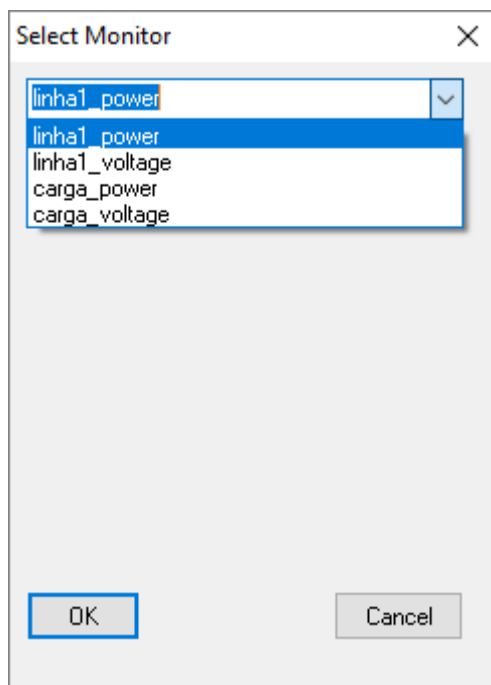 Select Monitor
linha1_power
linha1_power
linha1_voltage
carga_power
carga_voltage
OK
Cancel